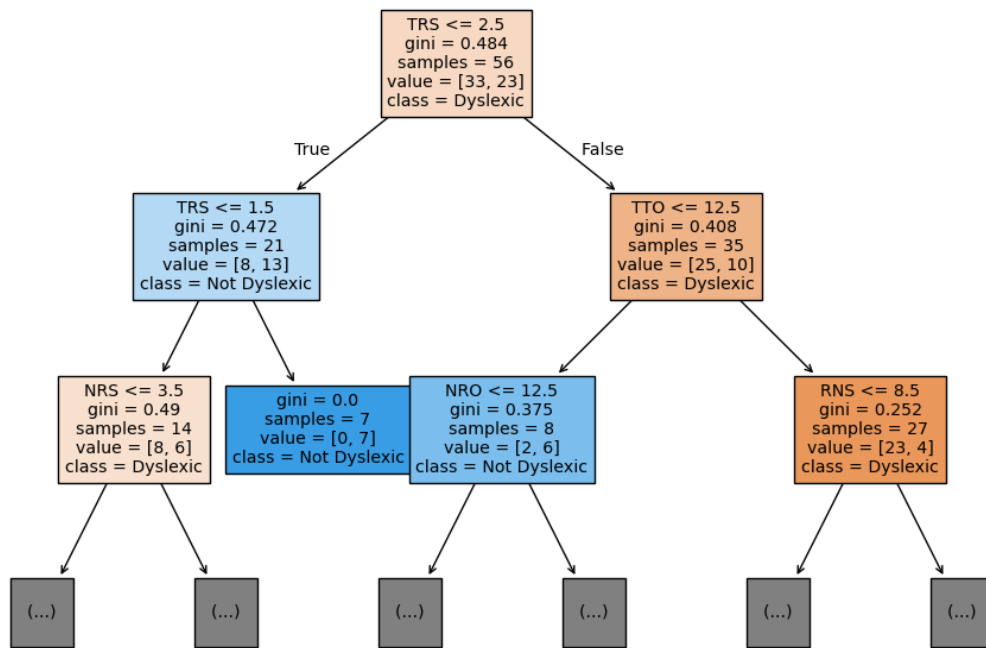 TRS <= 2.5
gini = 0.484
samples = 56
value = [33, 23]
class = Dyslexic
True
False
TRS <= 1.5
gini = 0.472
samples = 21
value = [8, 13]
class = Not Dyslexic
TTO <= 12.5
gini = 0.408
samples = 35
value = [25, 10]
class = Dyslexic
NRS <= 3.5
gini = 0.49
samples = 14
value = [8, 6]
class = Dyslexic
gini = 0.0
samples = 7
value = [0, 7]
class = Not Dyslexic
NRO <= 12.5
gini = 0.375
samples = 8
value = [2, 6]
class = Not Dyslexic
RNS <= 8.5
gini = 0.252
samples = 27
value = [23, 4]
class = Dyslexic
(...)
(...)
(...)
(...)
(...)
(...)